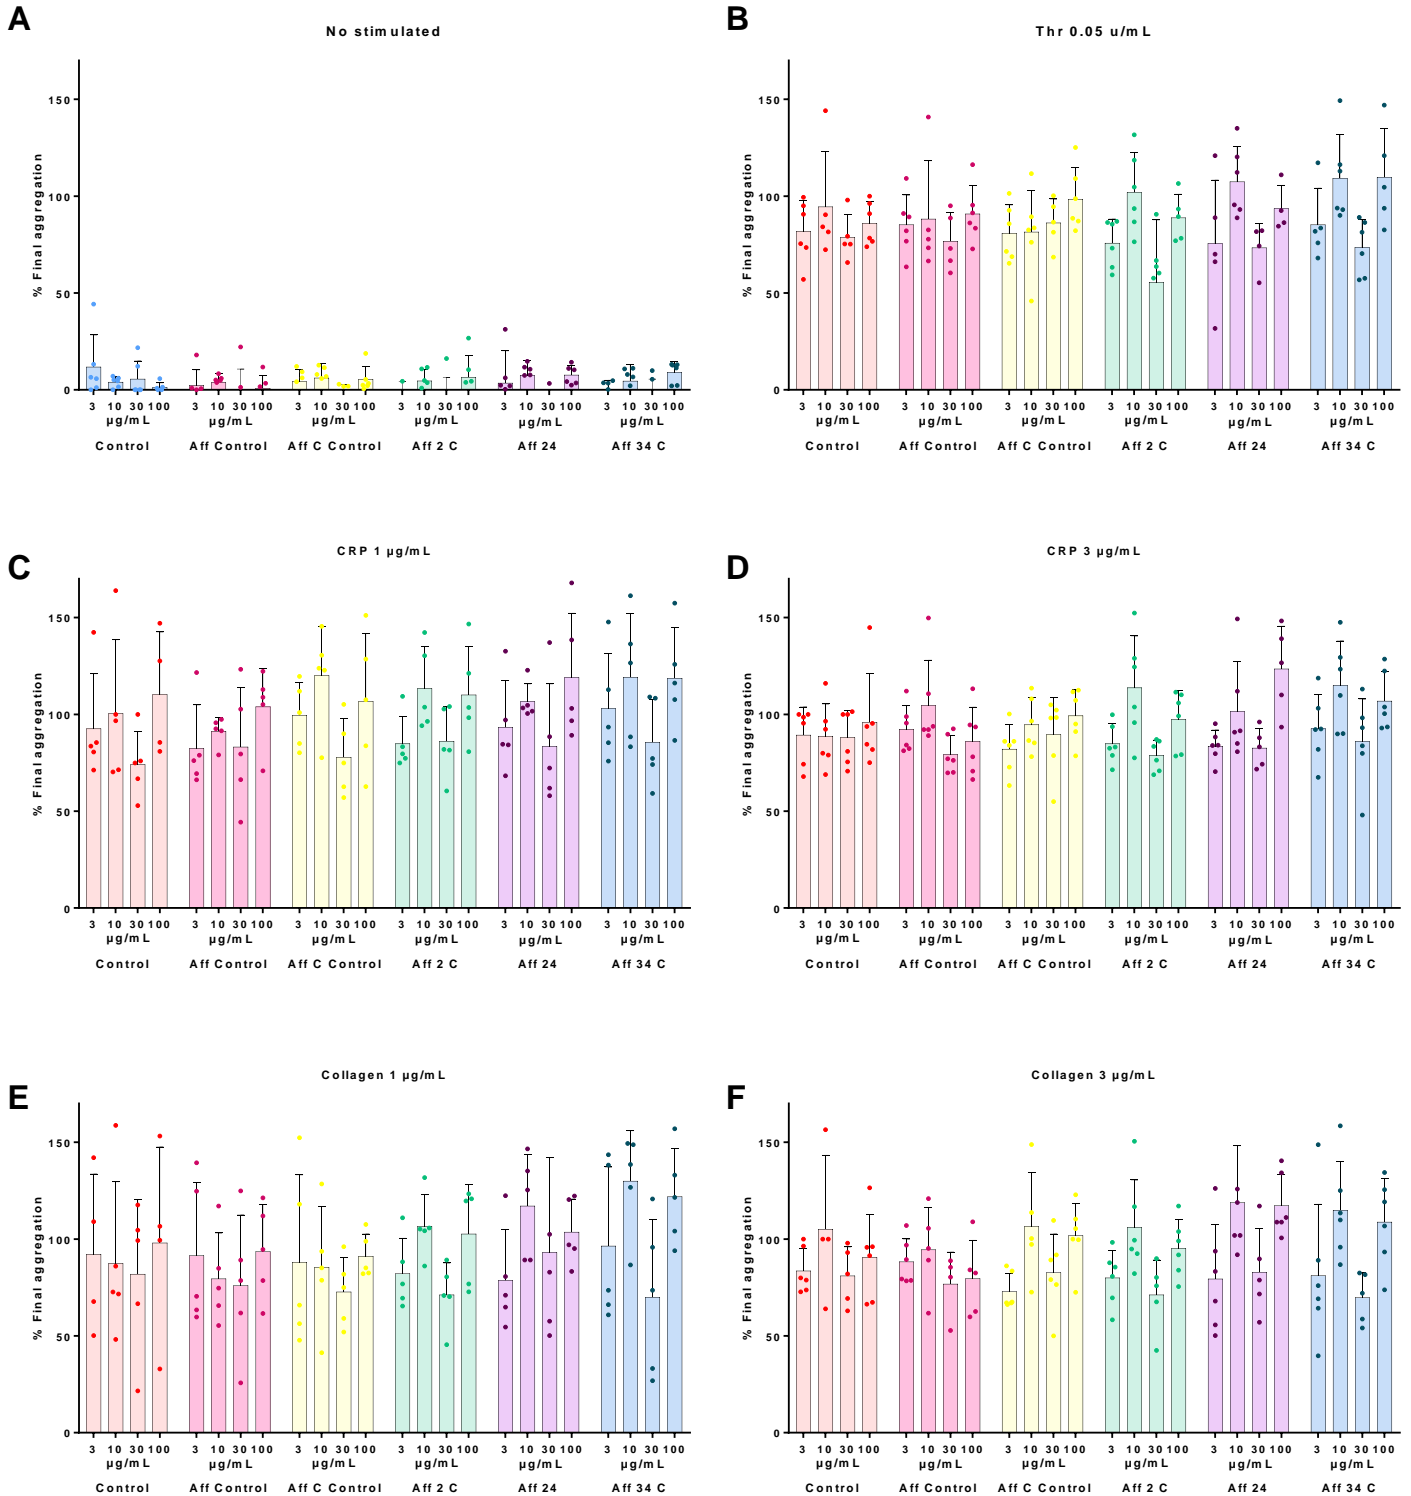 A
No stimulated
% Final aggregation
150
100
50
0
3 10 30 100 3 10 30 100 3 10 30 100 3 10 30 100 3 10 30 100 3 10 30 100
µg/mL µg/mL µg/mL µg/mL µg/mL µg/mL
Control Aff Control Aff C Control Aff 2 C Aff 24 Aff 34 C
B
Thr 0.05 u/mL
% Final aggregation
150
100
50
0
3 10 30 100 3 10 30 100 3 10 30 100 3 10 30 100 3 10 30 100 3 10 30 100
µg/mL µg/mL µg/mL µg/mL µg/mL µg/mL
Control Aff Control Aff C Control Aff 2 C Aff 24 Aff 34 C
C
CRP 1 µg/mL
% Final aggregation
150
100
50
0
3 10 30 100 3 10 30 100 3 10 30 100 3 10 30 100 3 10 30 100 3 10 30 100
µg/mL µg/mL µg/mL µg/mL µg/mL µg/mL
Control Aff Control Aff C Control Aff 2 C Aff 24 Aff 34 C
D
CRP 3 µg/mL
% Final aggregation
150
100
50
0
3 10 30 100 3 10 30 100 3 10 30 100 3 10 30 100 3 10 30 100 3 10 30 100
µg/mL µg/mL µg/mL µg/mL µg/mL µg/mL
Control Aff Control Aff C Control Aff 2 C Aff 24 Aff 34 C
E
Collagen 1 µg/mL
% Final aggregation
150
100
50
0
3 10 30 100 3 10 30 100 3 10 30 100 3 10 30 100 3 10 30 100 3 10 30 100
µg/mL µg/mL µg/mL µg/mL µg/mL µg/mL
Control Aff Control Aff C Control Aff 2 C Aff 24 Aff 34 C
F
Collagen 3 µg/mL
% Final aggregation
150
100
50
0
3 10 30 100 3 10 30 100 3 10 30 100 3 10 30 100 3 10 30 100 3 10 30 100
µg/mL µg/mL µg/mL µg/mL µg/mL µg/mL
Control Aff Control Aff C Control Aff 2 C Aff 24 Aff 34 C